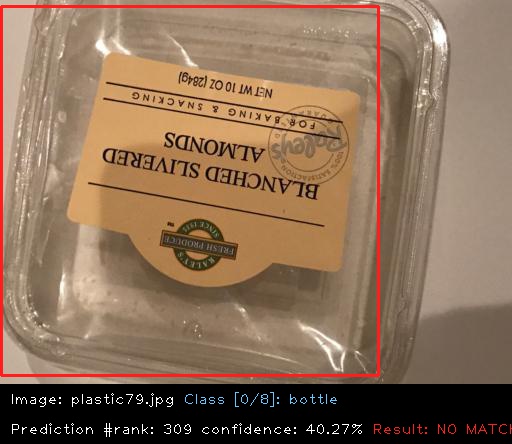 RALEY'S
FRESH PRODUCE
SINCE 1935
™
BLANCHED SLIVERED
ALMONDS
100% SATISFACTION
Raley's
FOR BAKING & SNACKING
NET WT 10 OZ (284g)
Image: plastic79.jpg Class [0/8]: bottle
Prediction #rank: 309 confidence: 40.27% Result: NO MATCH